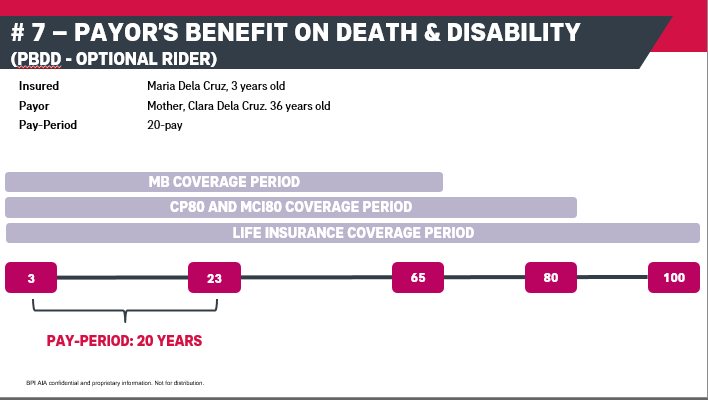 # 7 – PAYOR'S BENEFIT ON DEATH & DISABILITY
(PBDD - OPTIONAL RIDER)
Insured Maria Dela Cruz, 3 years old
Payor Mother, Clara Dela Cruz. 36 years old
Pay-Period 20-pay
MB COVERAGE PERIOD
CP80 AND MCI80 COVERAGE PERIOD
LIFE INSURANCE COVERAGE PERIOD
3 23 65 80 100
PAY-PERIOD: 20 YEARS
BPI AIA confidential and proprietary information. Not for distribution.